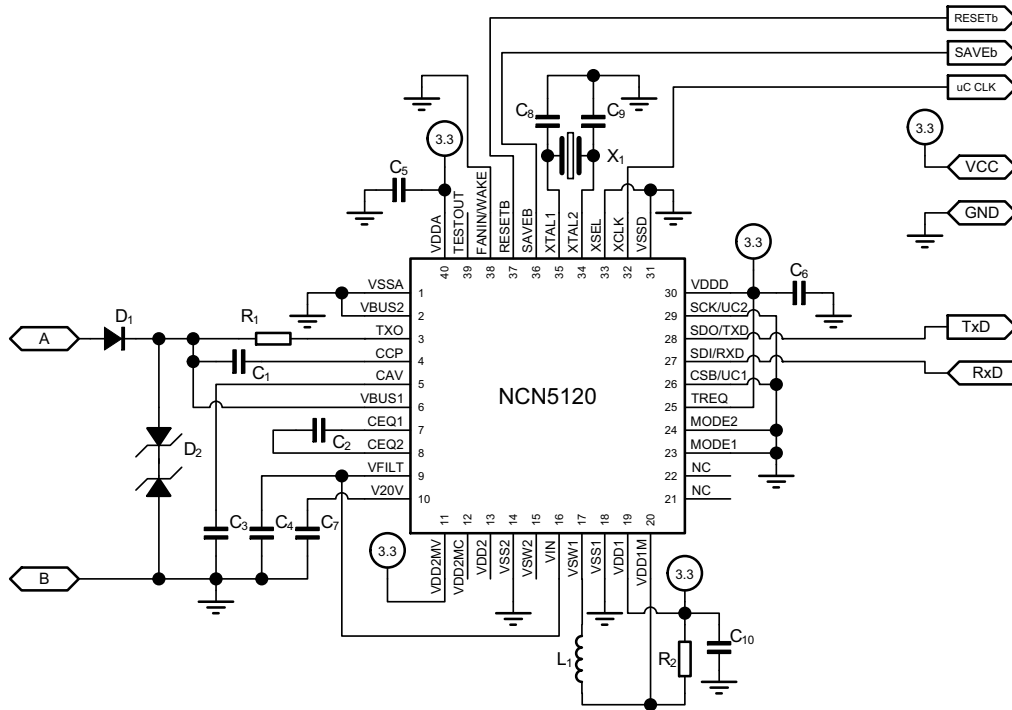 RESETb
SAVEb
uC CLK
3.3
VCC
GND
C8
C9
X1
3.3
C5
VDDA
TESTOUT
FANIN/WAKE
RESETB
SAVEB
XTAL1
XTAL2
XSEL
XCLK
VSSD
40
39
38
37
36
35
34
33
32
31
3.3
C6
A
D1
R1
C1
C2
D2
C3
C4
C7
B
VSSA
1
VBUS2
2
TXO
3
CCP
4
CAV
5
VBUS1
6
CEQ1
7
CEQ2
8
VFILT
9
V20V
10
NCN5120
30
VDDD
29
SCK/UC2
28
SDO/TXD
27
SDI/RXD
26
CSB/UC1
25
TREQ
24
MODE2
23
MODE1
22
NC
21
NC
TxD
RxD
11
12
13
14
15
16
17
18
19
20
VDD2MV
VDD2MC
VDD2
VSS2
VSW2
VIN
VSW1
VSS1
VDD1
VDD1M
3.3
3.3
L1
R2
C10